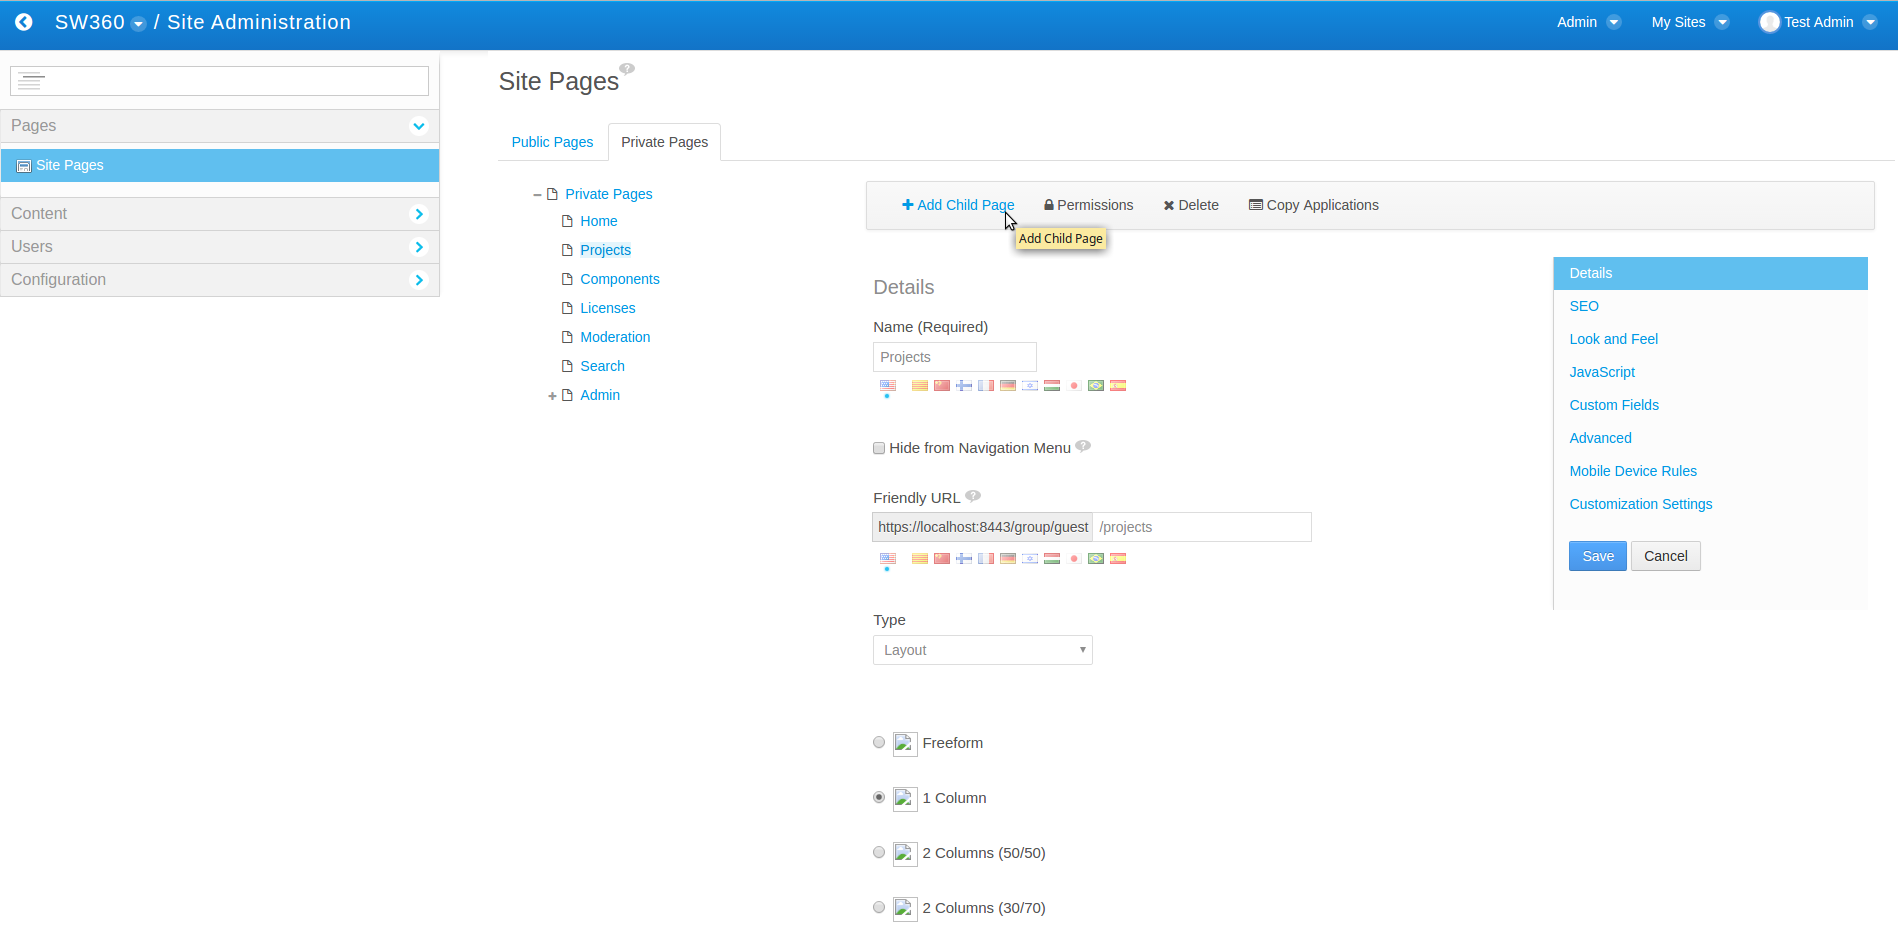 SW360 / Site Administration
Admin
My Sites
Test Admin
Pages
Site Pages
Content
Users
Configuration
Site Pages
Public Pages
Private Pages
Private Pages
Home
Projects
Components
Licenses
Moderation
Search
Admin
Add Child Page
Permissions
Delete
Copy Applications
Add Child Page
Details
Name (Required)
Projects
Hide from Navigation Menu
Friendly URL
https://localhost:8443/group/guest /projects
Type
Layout
Freeform
1 Column
2 Columns (50/50)
2 Columns (30/70)
Details
SEO
Look and Feel
JavaScript
Custom Fields
Advanced
Mobile Device Rules
Customization Settings
Save
Cancel